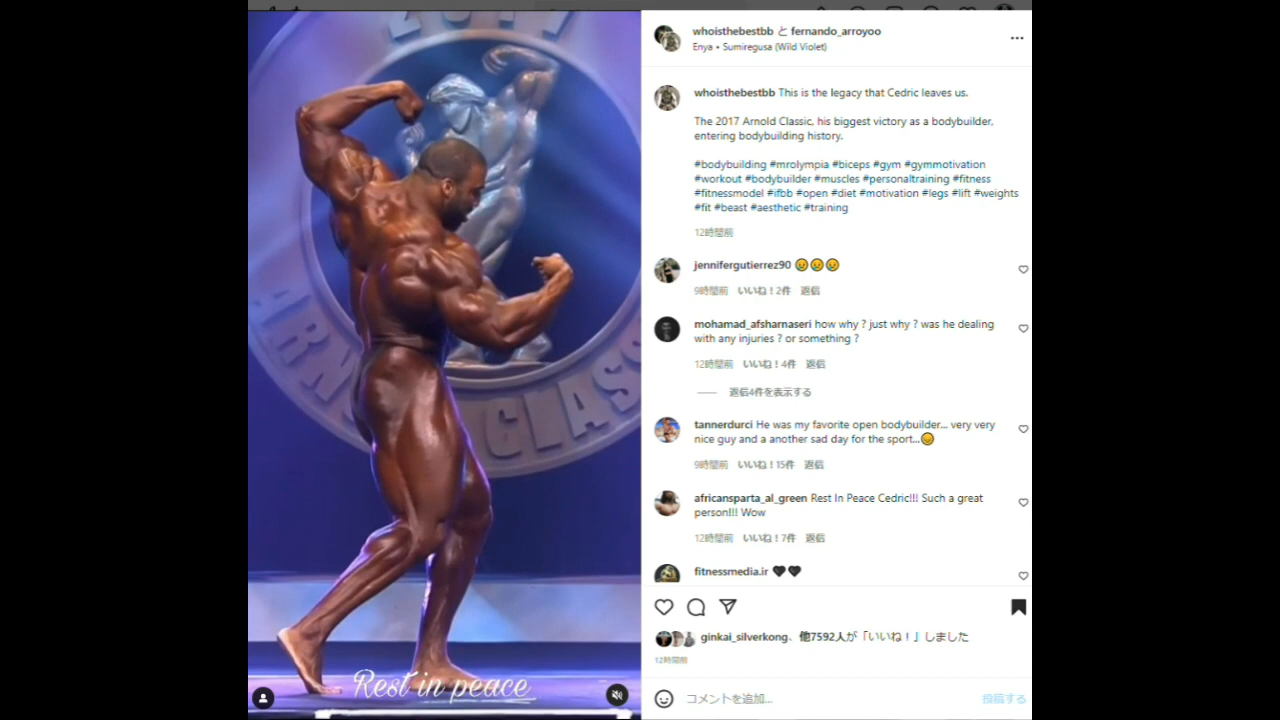 2017
ARNOLD CLASSIC
Rest in peace
whoisthebestbb と fernando_arroyoo
Enya • Sumiregusa (Wild Violet)
whoisthebestbb This is the legacy that Cedric leaves us.
The 2017 Arnold Classic, his biggest victory as a bodybuilder,
entering bodybuilding history.
#bodybuilding #mrolympia #biceps #gym #gymmotivation
#workout #bodybuilder #muscles #personaltraining #fitness
#fitnessmodel #ifbb #open #diet #motivation #legs #lift #weights
#fit #beast #aesthetic #training
12時間前
jennifergutierrez90 😢😢😢
9時間前 いいね！2件 返信
mohamad_afsharnaseri how why ? just why ? was he dealing
with any injuries ? or something ?
12時間前 いいね！4件 返信
返信4件を表示する
tannerdurci He was my favorite open bodybuilder... very very
nice guy and a another sad day for the sport...😞
9時間前 いいね！15件 返信
africansparta_al_green Rest In Peace Cedric!!! Such a great
person!!! Wow
12時間前 いいね！7件 返信
fitnessmedia.ir 🖤🖤
ginkai_silverkong、他7592人が「いいね！」しました
12時間前
コメントを追加...
投稿する